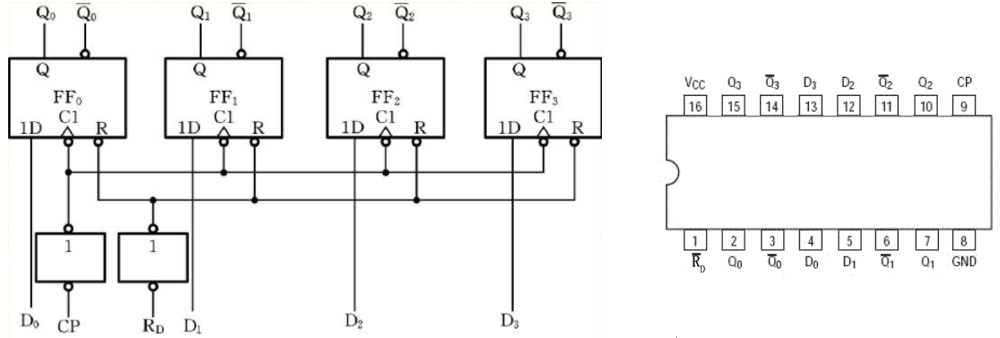 Q₀ Q̅₀ Q₁ Q̅₁ Q₂ Q̅₂ Q₃ Q̅₃
Q Q Q Q
FF₀ FF₁ FF₂ FF₃
C1 C1 C1 C1
1D R 1D R 1D R 1D R
1 1
D₀ CP R_D D₁ D₂ D₃
V_CC Q₃ Q̅₃ D₃ D₂ Q̅₂ Q₂ CP
16 15 14 13 12 11 10 9
1 2 3 4 5 6 7 8
R̅_D Q₀ Q̅₀ D₀ D₁ Q̅₁ Q₁ GND